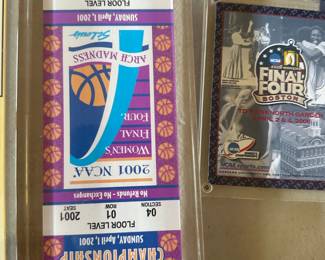 FLOOR LEVEL
SUNDAY, April 1, 2001
St. Louis
ARCH MADNESS
2001 NCAA
WOMEN'S
FINAL
FOUR
No Refunds - No Exchanges
SECTION
04
ROW
01
SEAT
2001
FLOOR LEVEL
SUNDAY, April 1, 2001
CHAMPIONSHIP
FINAL
FOUR
BOSTON